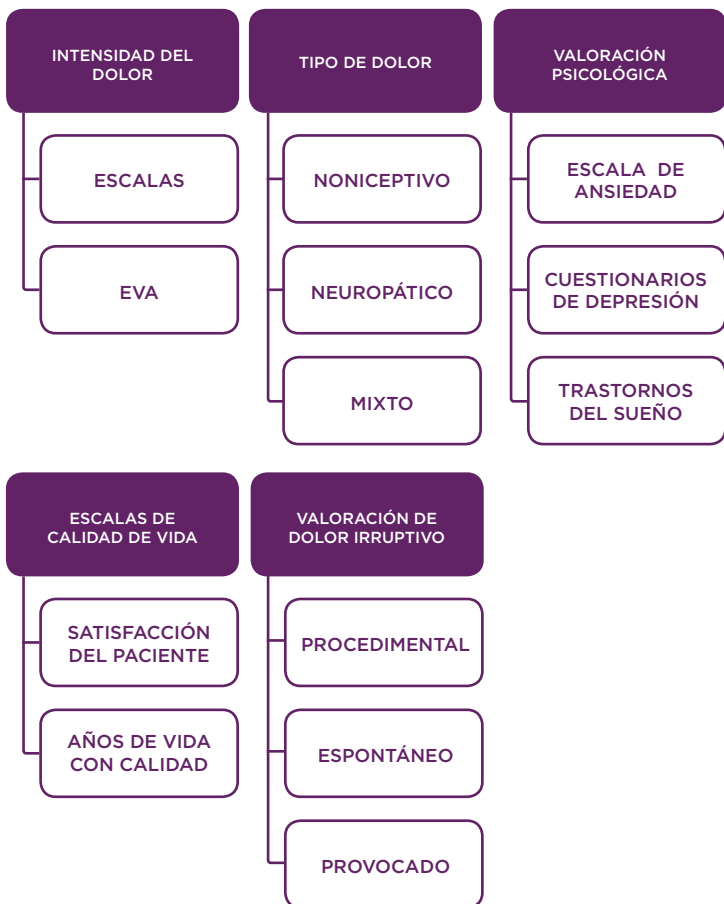 INTENSIDAD DEL
DOLOR
ESCALAS
EVA
TIPO DE DOLOR
NONICEPTIVO
NEUROPÁTICO
MIXTO
VALORACIÓN
PSICOLÓGICA
ESCALA DE
ANSIEDAD
CUESTIONARIOS
DE DEPRESIÓN
TRASTORNOS
DEL SUEÑO
ESCALAS DE
CALIDAD DE VIDA
SATISFACCIÓN
DEL PACIENTE
AÑOS DE VIDA
CON CALIDAD
VALORACIÓN DE
DOLOR IRRUPTIVO
PROCEDIMENTAL
ESPONTÁNEO
PROVOCADO